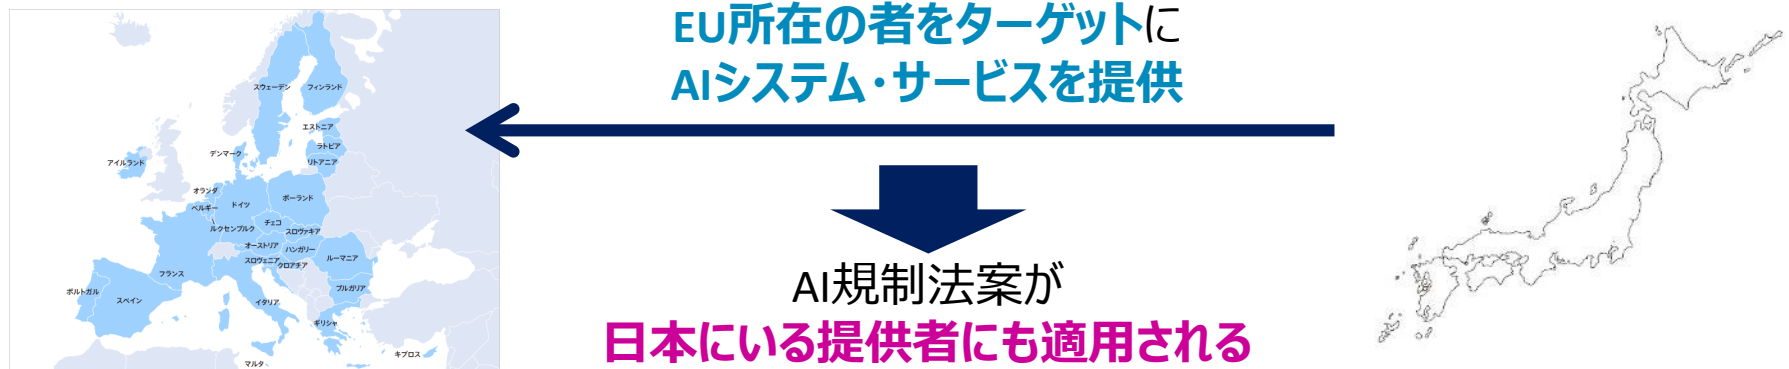 EU所在の者をターゲットに
AIシステム・サービスを提供
AI規制法案が
日本にいる提供者にも適用される
スウェーデン
フィンランド
エストニア
ラトビア
リトアニア
デンマーク
アイルランド
オランダ
ベルギー
ドイツ
ポーランド
ルクセンブルク
チェコ
スロヴァキア
オーストリア
ハンガリー
スロヴェニア
クロアチア
ルーマニア
フランス
ブルガリア
ポルトガル
スペイン
イタリア
ギリシャ
キプロス
マルタ